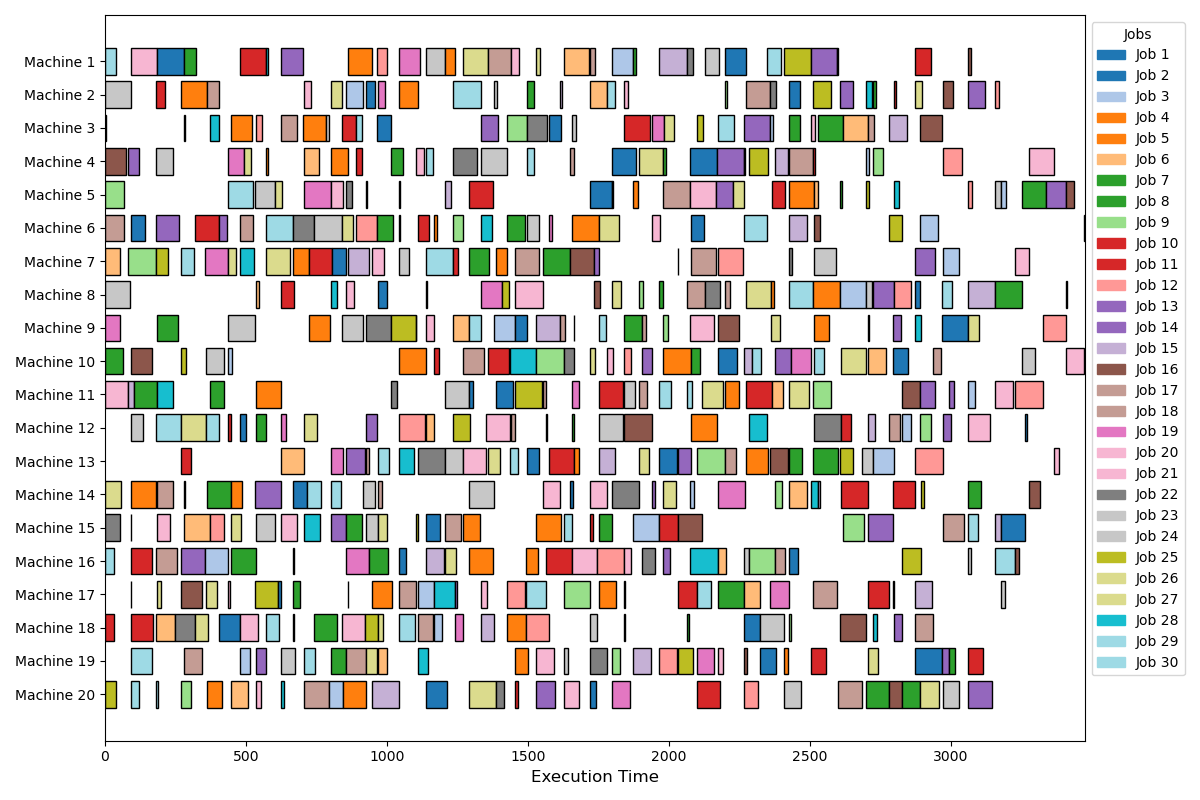 Jobs
Machine 1
Machine 2
Machine 3
Machine 4
Machine 5
Machine 6
Machine 7
Machine 8
Machine 9
Machine 10
Machine 11
Machine 12
Machine 13
Machine 14
Machine 15
Machine 16
Machine 17
Machine 18
Machine 19
Machine 20
Job 1
Job 2
Job 3
Job 4
Job 5
Job 6
Job 7
Job 8
Job 9
Job 10
Job 11
Job 12
Job 13
Job 14
Job 15
Job 16
Job 17
Job 18
Job 19
Job 20
Job 21
Job 22
Job 23
Job 24
Job 25
Job 26
Job 27
Job 28
Job 29
Job 30
0 500 1000 1500 2000 2500 3000
Execution Time